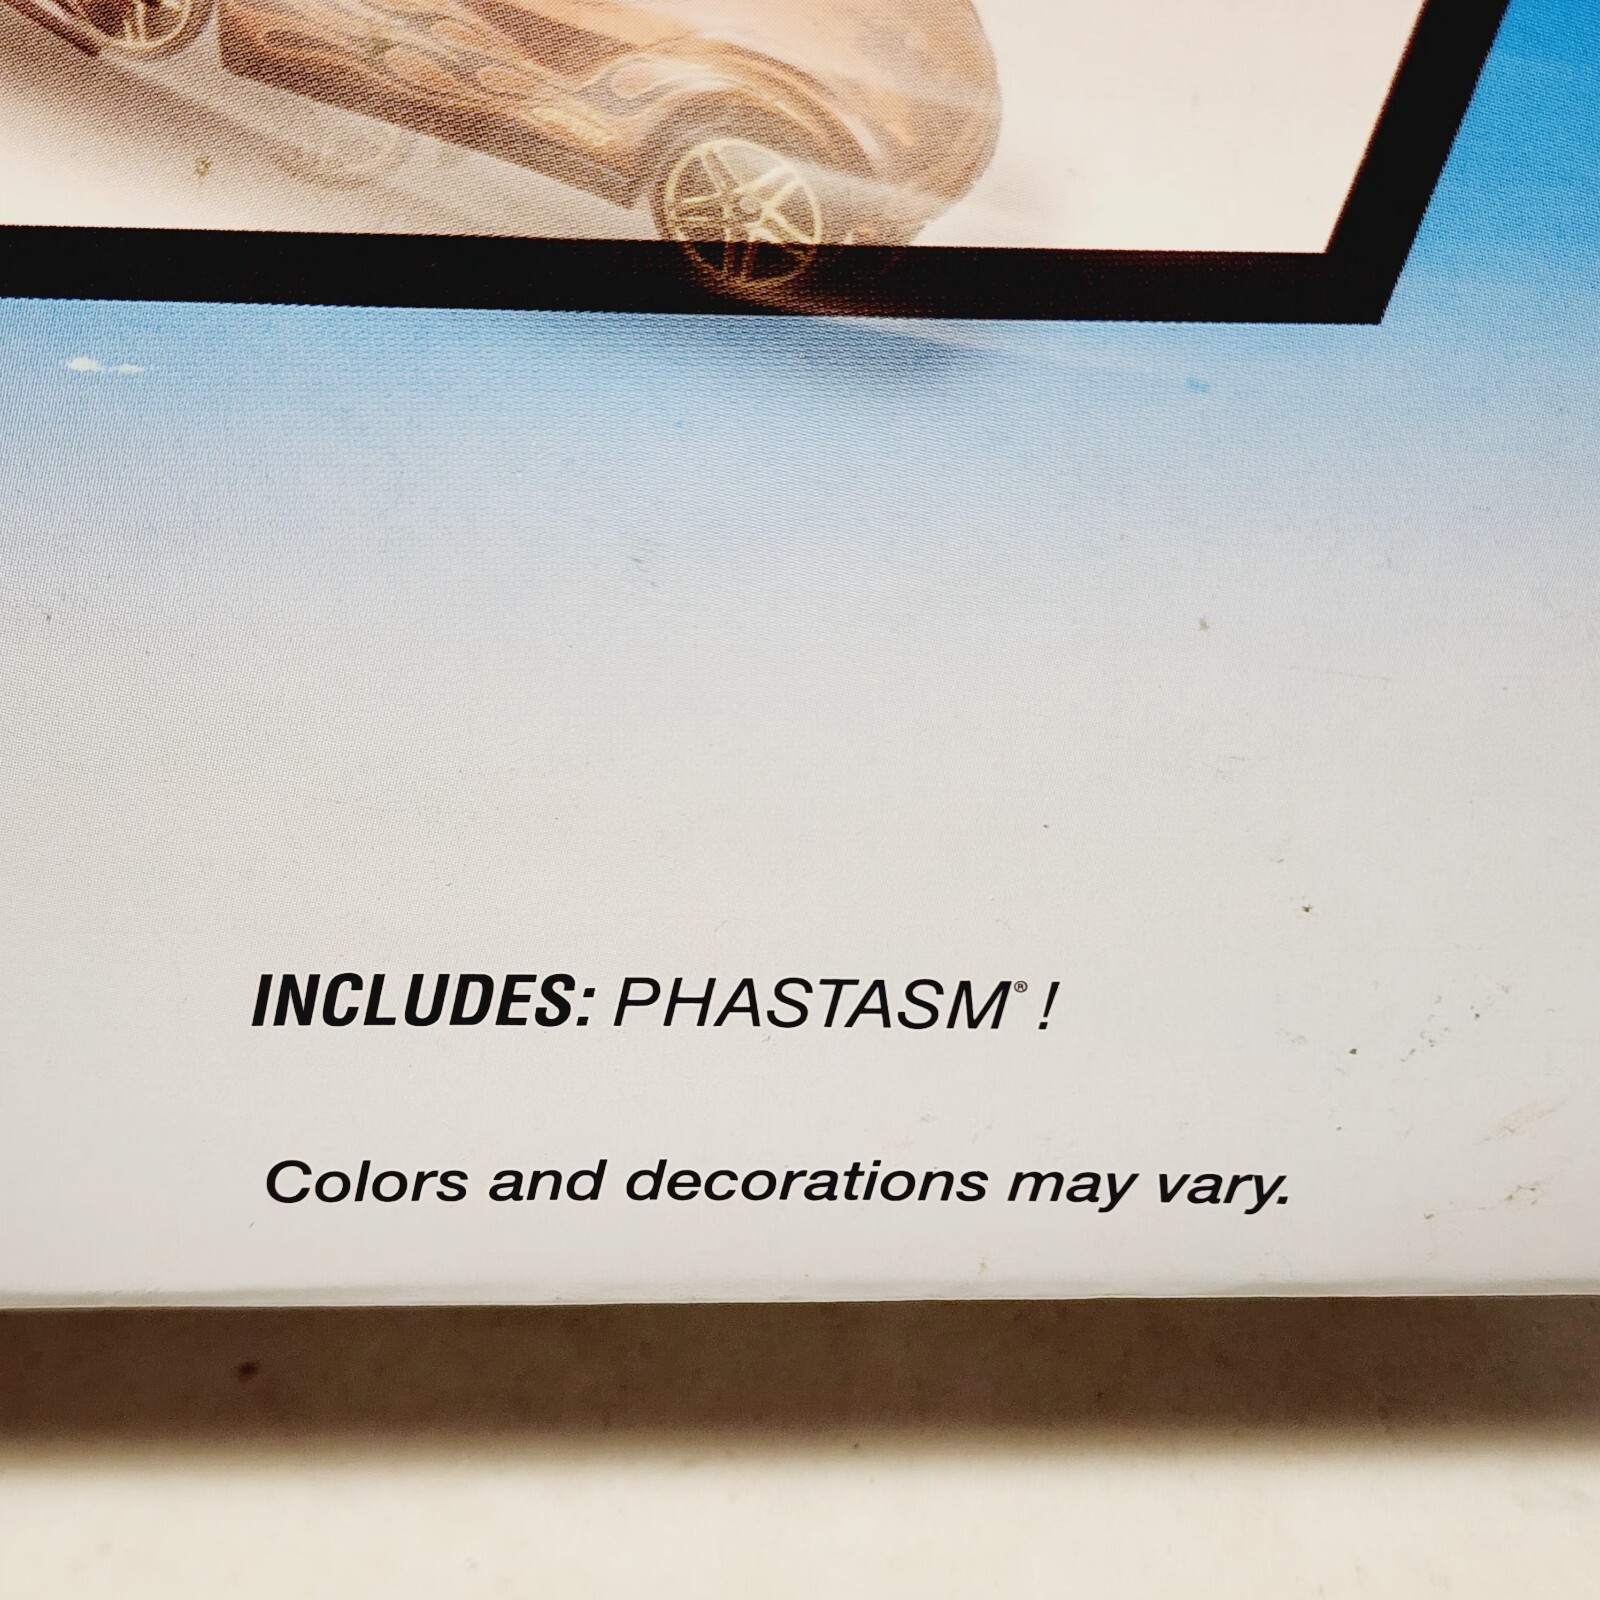 INCLUDES: PHASTASM® !
Colors and decorations may vary.